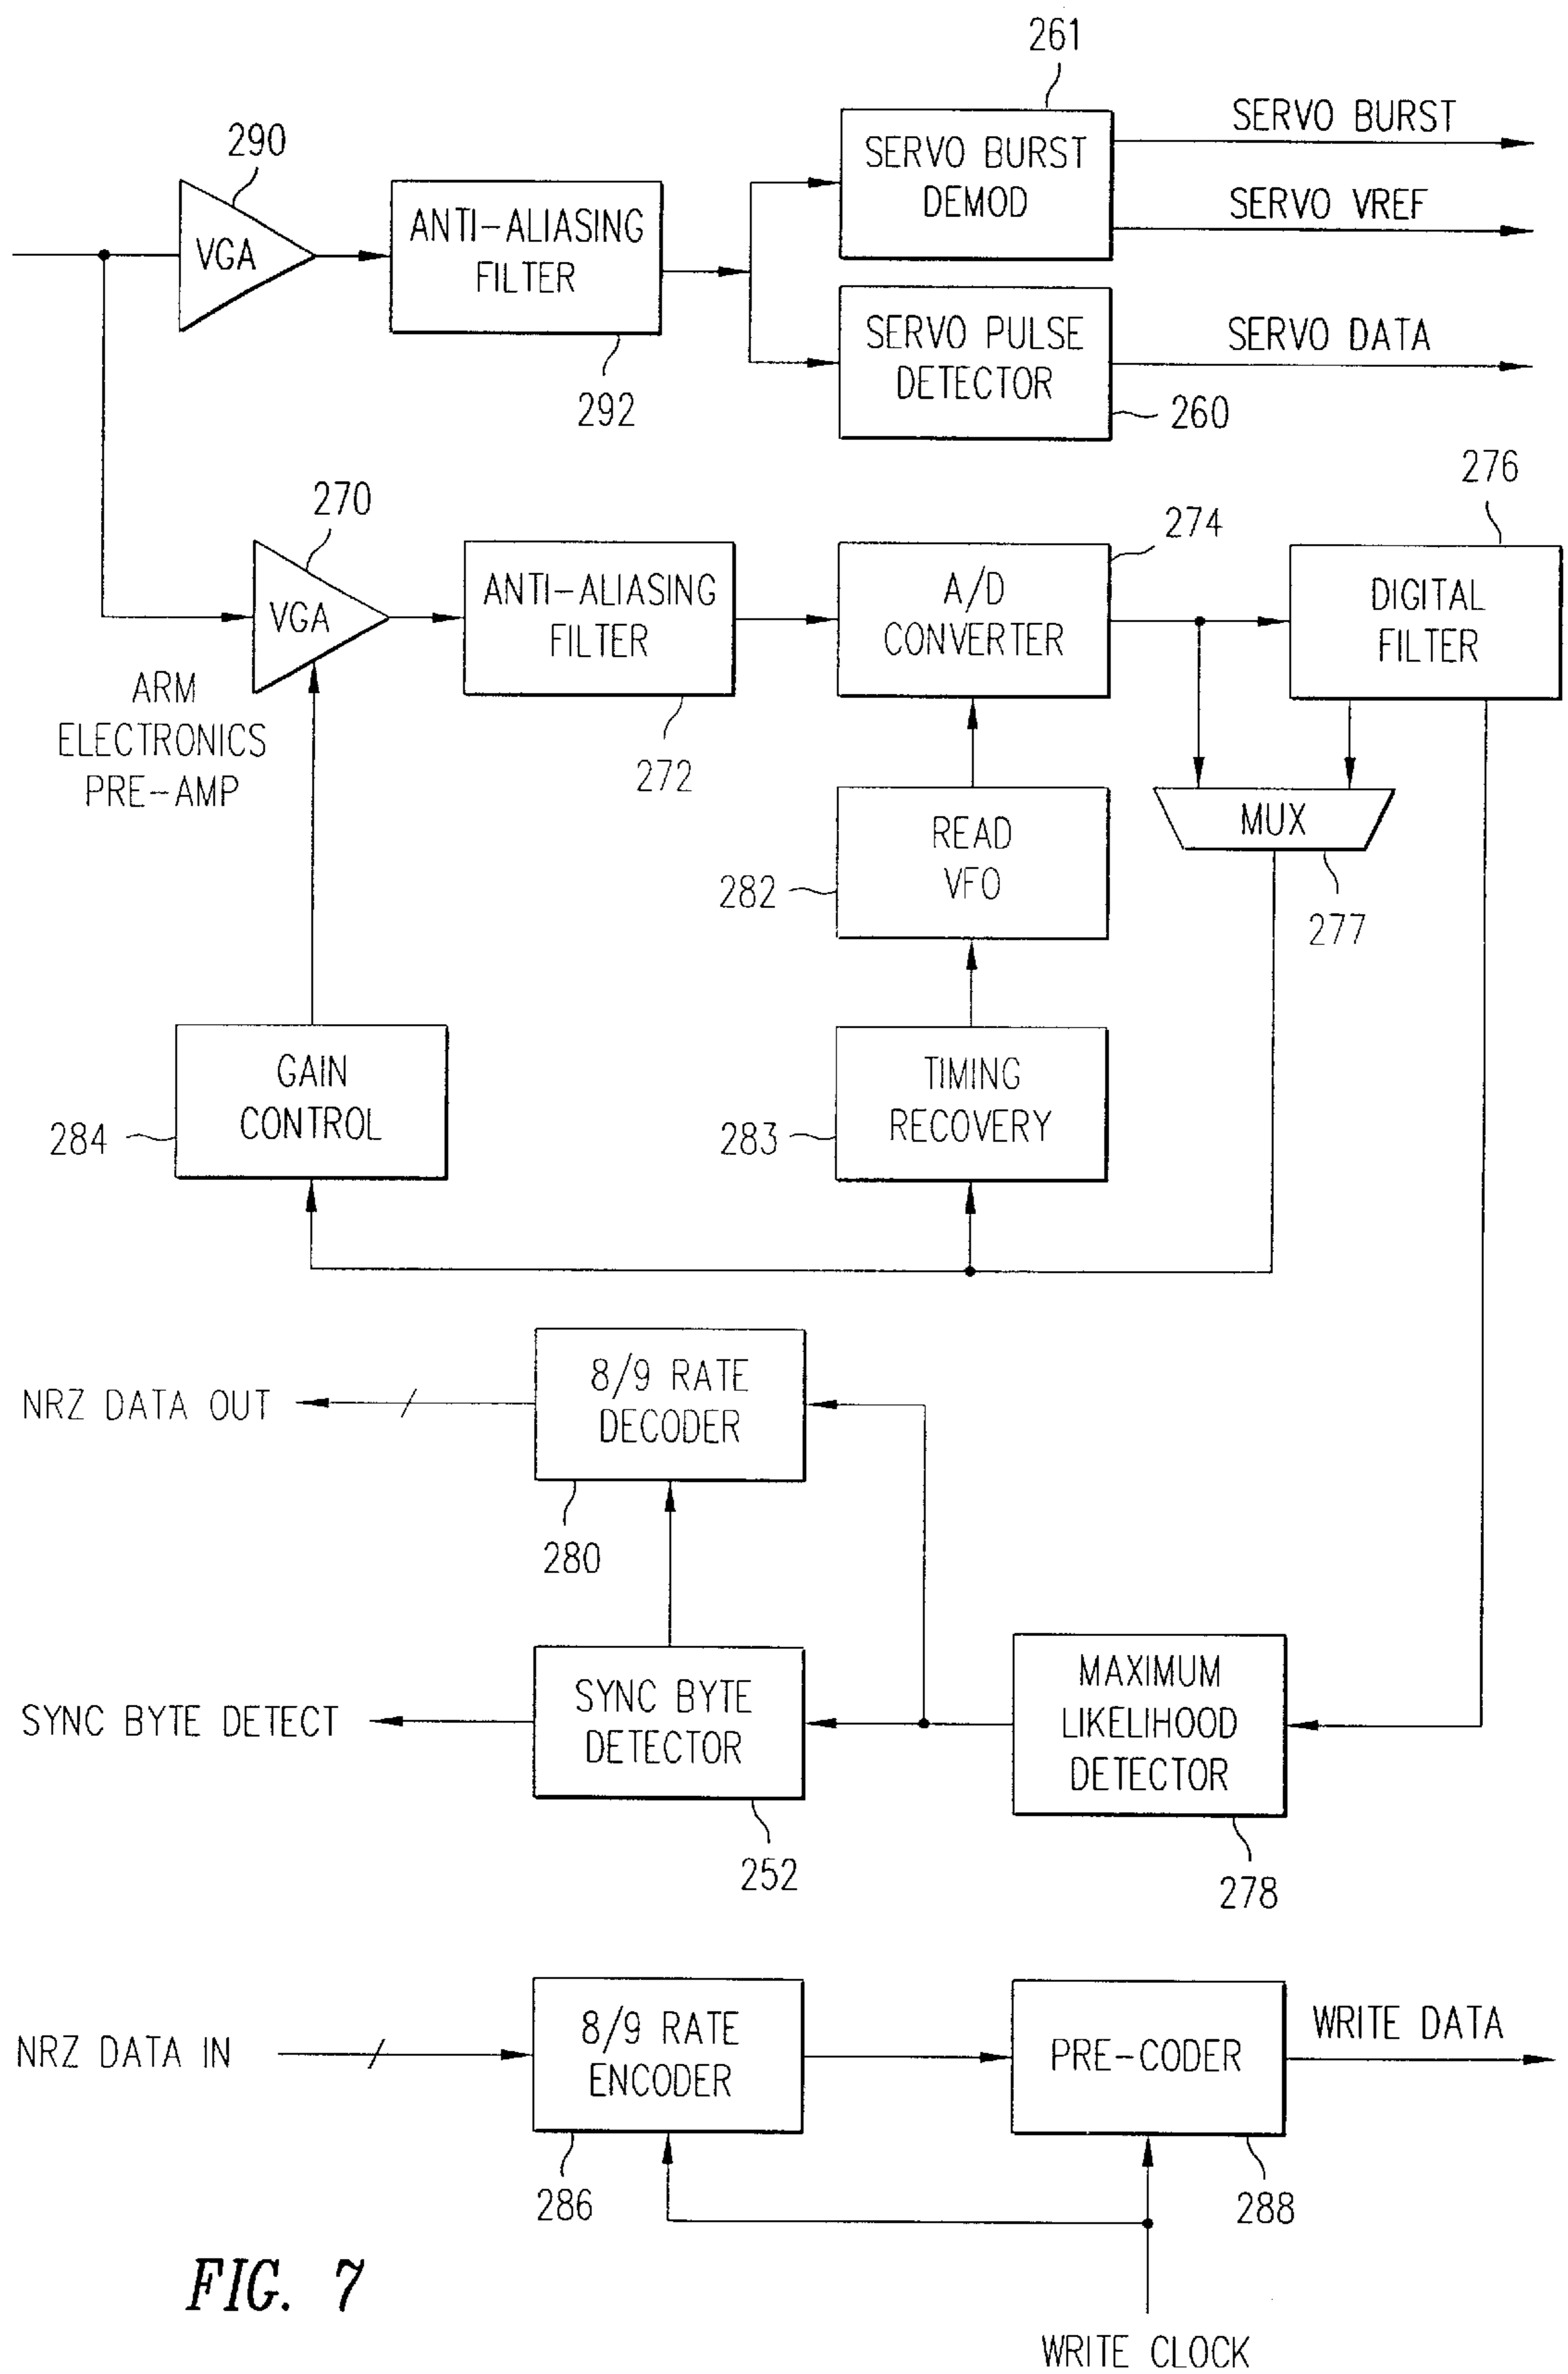 261
SERVO BURST
290
SERVO BURST
DEMOD
SERVO VREF
VGA
ANTI-ALIASING
FILTER
292
SERVO PULSE
DETECTOR
SERVO DATA
260
276
270
274
VGA
ANTI-ALIASING
FILTER
A/D
CONVERTER
DIGITAL
FILTER
ARM
ELECTRONICS
PRE-AMP
272
READ
VFO
MUX
282
277
GAIN
CONTROL
TIMING
RECOVERY
284
283
8/9 RATE
DECODER
NRZ DATA OUT
280
SYNC BYTE
DETECTOR
MAXIMUM
LIKELIHOOD
DETECTOR
SYNC BYTE DETECT
252
278
NRZ DATA IN
8/9 RATE
ENCODER
PRE-CODER
WRITE DATA
286
288
FIG. 7
WRITE CLOCK